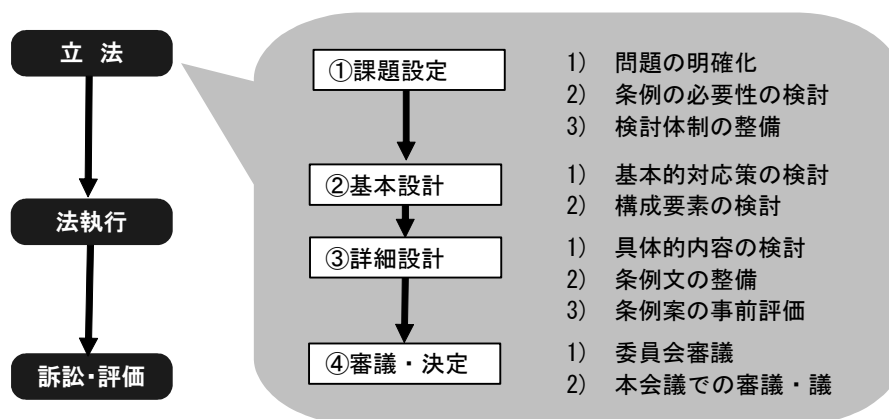 立 法
法執行
訴訟・評価
①課題設定
1) 問題の明確化
2) 条例の必要性の検討
3) 検討体制の整備
②基本設計
1) 基本的対応策の検討
2) 構成要素の検討
③詳細設計
1) 具体的内容の検討
2) 条例文の整備
3) 条例案の事前評価
④審議・決定
1) 委員会審議
2) 本会議での審議・議